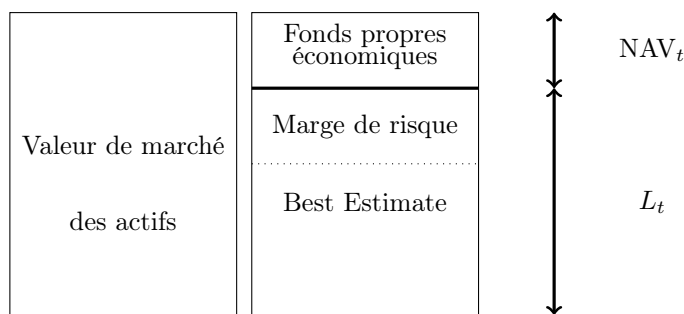 Fonds propres
économiques
NAV_t
Marge de risque
Valeur de marché
Best Estimate
L_t
des actifs